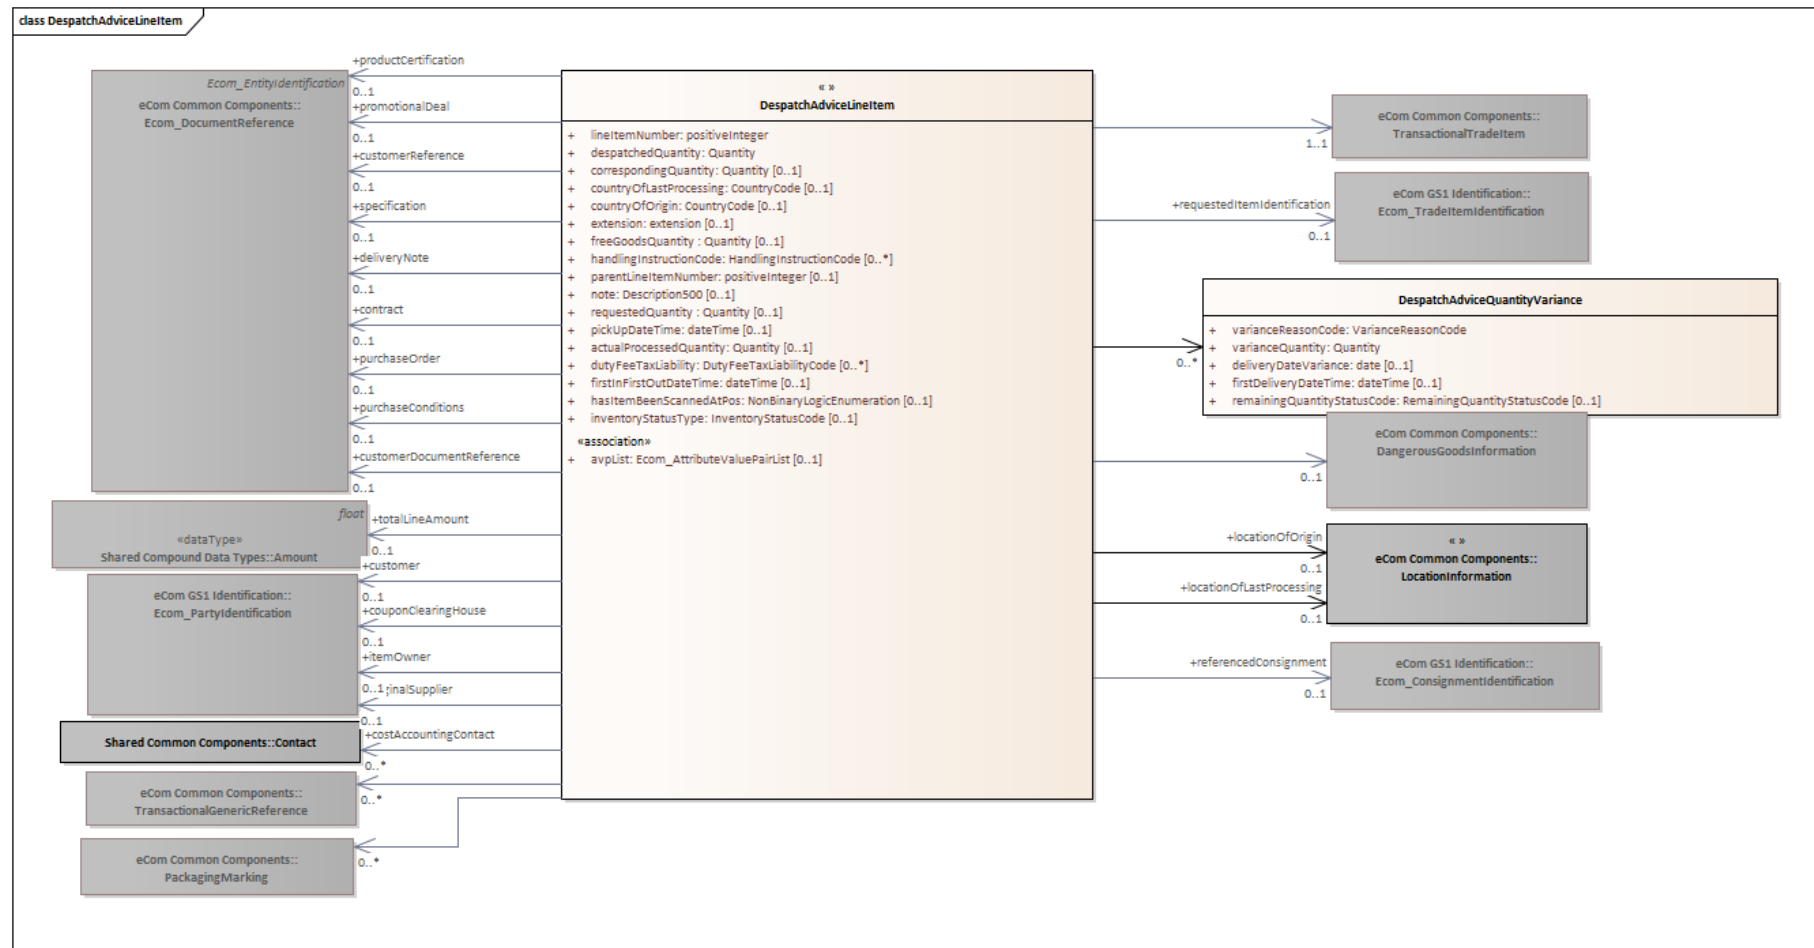 class DespatchAdviceLineItem
Ecom_EntityIdentification
eCom Common Components::
Ecom_DocumentReference
+productCertification
0..1
+promotionalDeal
0..1
+customerReference
0..1
+specification
0..1
+deliveryNote
0..1
+contract
0..1
+purchaseOrder
0..1
+purchaseConditions
0..1
+customerDocumentReference
0..1
float
«dataType»
Shared Compound Data Types::Amount
+totalLineAmount
0..1
eCom GS1 Identification::
Ecom_PartyIdentification
+customer
0..1
+couponClearingHouse
0..1
+itemOwner
0..1
ginalSupplier
0..1
Shared Common Components::Contact
+costAccountingContact
0..*
eCom Common Components::
TransactionalGenericReference
0..*
eCom Common Components::
PackagingMarking
0..*
« »
DespatchAdviceLineItem
+ lineItemNumber: positiveInteger
+ despatchedQuantity: Quantity
+ correspondingQuantity: Quantity [0..1]
+ countryOfLastProcessing: CountryCode [0..1]
+ countryOfOrigin: CountryCode [0..1]
+ extension: extension [0..1]
+ freeGoodsQuantity : Quantity [0..1]
+ handlingInstructionCode: HandlingInstructionCode [0..*]
+ parentLineItemNumber: positiveInteger [0..1]
+ note: Description500 [0..1]
+ requestedQuantity : Quantity [0..1]
+ pickUpDateTime: dateTime [0..1]
+ actualProcessedQuantity: Quantity [0..1]
+ dutyFeeTaxLiability: DutyFeeTaxLiabilityCode [0..*]
+ firstInFirstOutDateTime: dateTime [0..1]
+ hasItemBeenScannedAtPos: NonBinaryLogicEnumeration [0..1]
+ inventoryStatusType: InventoryStatusCode [0..1]
«association»
+ avpList: Ecom_AttributeValuePairList [0..1]
eCom Common Components::
TransactionalTradeItem
1..1
eCom GS1 Identification::
Ecom_TradeItemIdentification
+requestedItemIdentification
0..1
DespatchAdviceQuantityVariance
+ varianceReasonCode: VarianceReasonCode
+ varianceQuantity: Quantity
+ deliveryDateVariance: date [0..1]
+ firstDeliveryDateTime: dateTime [0..1]
+ remainingQuantityStatusCode: RemainingQuantityStatusCode [0..1]
0..*
eCom Common Components::
DangerousGoodsInformation
0..1
« »
eCom Common Components::
LocationInformation
+locationOfOrigin
0..1
+locationOfLastProcessing
0..1
eCom GS1 Identification::
Ecom_ConsignmentIdentification
+referencedConsignment
0..1